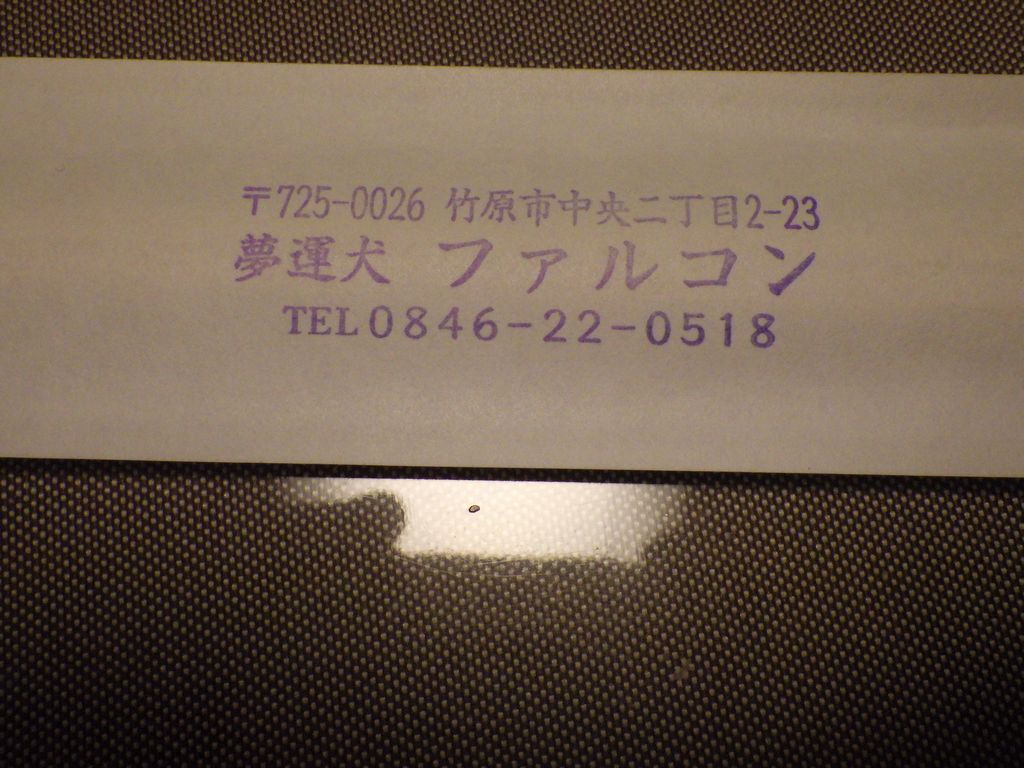 〒725-0026 竹原市中央二丁目2-23
夢運犬 ファルコン
TEL0846-22-0518